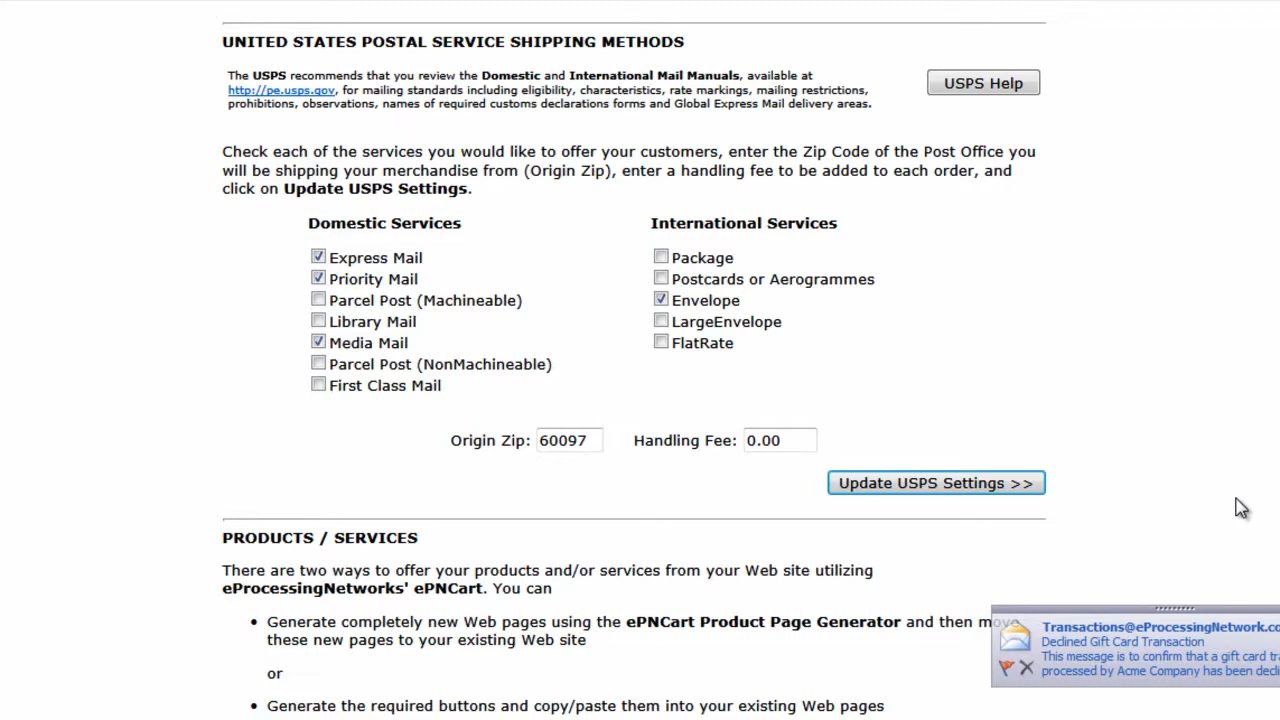 UNITED STATES POSTAL SERVICE SHIPPING METHODS
The USPS recommends that you review the Domestic and International Mail Manuals, available at
http://pe.usps.gov, for mailing standards including eligibility, characteristics, rate markings, mailing restrictions,
prohibitions, observations, names of required customs declarations forms and Global Express Mail delivery areas.
USPS Help
Check each of the services you would like to offer your customers, enter the Zip Code of the Post Office you
will be shipping your merchandise from (Origin Zip), enter a handling fee to be added to each order, and
click on Update USPS Settings.
Domestic Services
Express Mail
Priority Mail
Parcel Post (Machineable)
Library Mail
Media Mail
Parcel Post (NonMachineable)
First Class Mail
International Services
Package
Postcards or Aerogrammes
Envelope
LargeEnvelope
FlatRate
Origin Zip: 60097 Handling Fee: 0.00
Update USPS Settings >>
PRODUCTS / SERVICES
There are two ways to offer your products and/or services from your Web site utilizing
eProcessingNetworks' ePNCart. You can
• Generate completely new Web pages using the ePNCart Product Page Generator and then move
these new pages to your existing Web site
or
• Generate the required buttons and copy/paste them into your existing Web pages
Transactions@eProcessingNetwork.co
Declined Gift Card Transaction
This message is to confirm that a gift card tra
processed by Acme Company has been decli